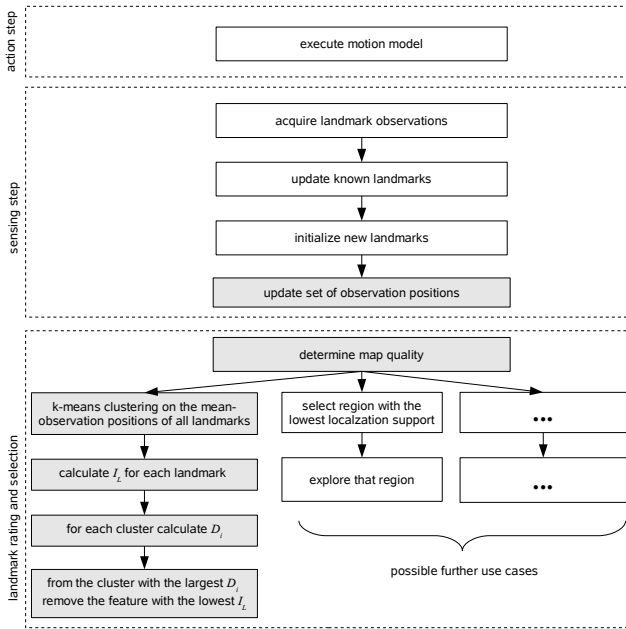 action step
execute motion model
sensing step
acquire landmark observations
update known landmarks
initialize new landmarks
update set of observation positions
landmark rating and selection
determine map quality
k-means clustering on the mean-
observation positions of all landmarks
calculate I_L for each landmark
for each cluster calculate D_i
from the cluster with the largest D_i
remove the feature with the lowest I_L
select region with the
lowest localzation support
explore that region
...
...
possible further use cases